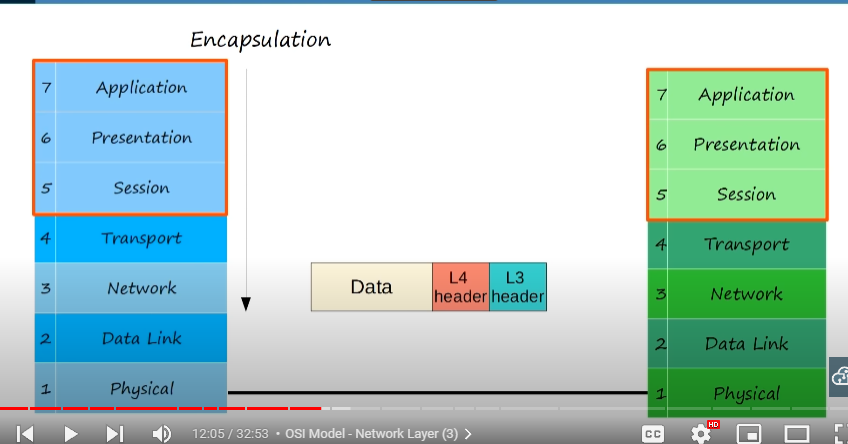 Encapsulation
7 Application
6 Presentation
5 Session
4 Transport
3 Network
2 Data Link
1 Physical
Data
L4
header
L3
header
7 Application
6 Presentation
5 Session
4 Transport
3 Network
2 Data Link
1 Physical
12:05 / 32:53 • OSI Model - Network Layer (3)
CC
HD